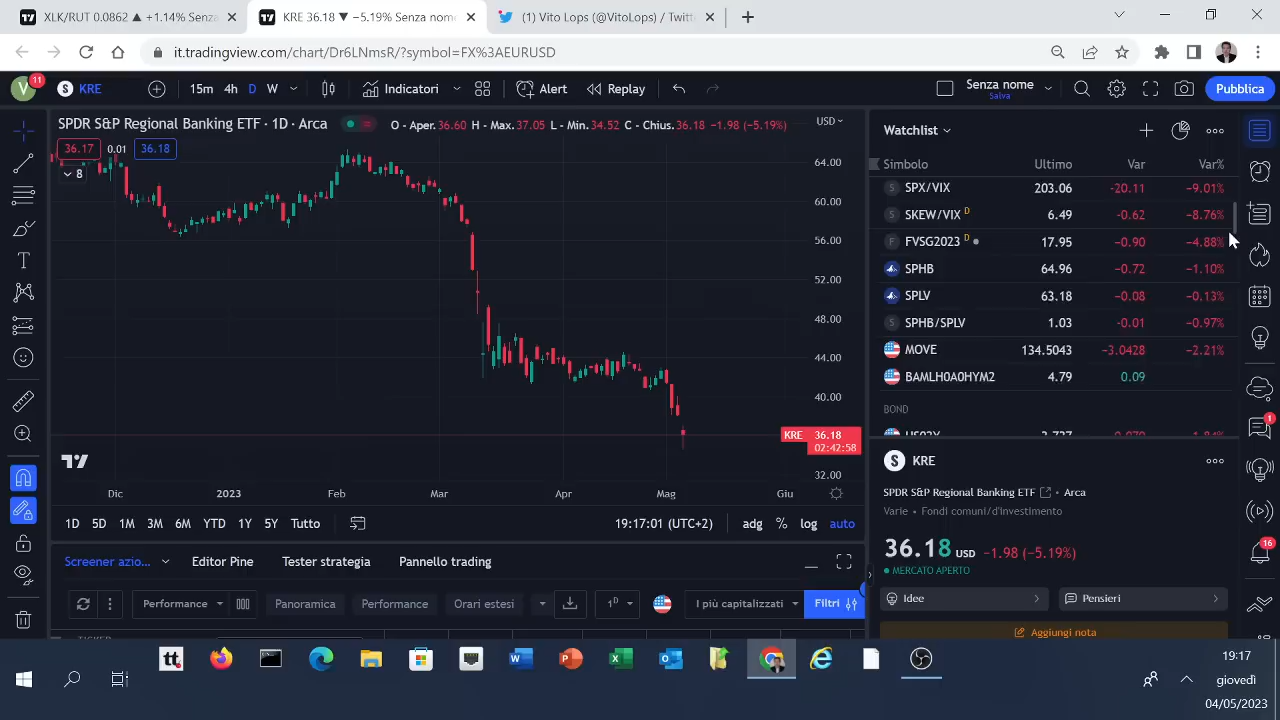 XLK/RUT 0.0862 ▲ +1.14% Senza
KRE 36.18 ▼ −5.19% Senza nome
(1) Vito Lops (@VitoLops) / Twitt
it.tradingview.com/chart/Dr6LNmsR/?symbol=FX%3AEURUSD
V
11
S KRE
15m 4h D W
Indicatori
Alert
Replay
Senza nome
Salva
Pubblica
SPDR S&P Regional Banking ETF · 1D · Arca
O - Aper. 36.60 H - Max. 37.05 L - Min. 34.52 C - Chius. 36.18 -1.98 (-5.19%)
USD
36.17 0.01 36.18
8
64.00
60.00
56.00
52.00
48.00
44.00
40.00
KRE 36.18
02:42:58
32.00
Dic 2023 Feb Mar Apr Mag Giu
1D 5D 1M 3M 6M YTD 1Y 5Y Tutto
19:17:01 (UTC+2)
adg % log auto
Screener azio...
Editor Pine
Tester strategia
Pannello trading
Performance
Panoramica
Performance
Orari estesi
1D
I più capitalizzati
Filtri
TICKER
Watchlist
Simbolo Ultimo Var Var%
S SPX/VIX 203.06 -20.11 -9.01%
S SKEW/VIX D 6.49 -0.62 -8.76%
F FVSG2023 D 17.95 -0.90 -4.88%
SPHB 64.96 -0.72 -1.10%
SPLV 63.18 -0.08 -0.13%
S SPHB/SPLV 1.03 -0.01 -0.97%
MOVE 134.5043 -3.0428 -2.21%
BAMLH0A0HYM2 4.79 0.09
BOND
S KRE
SPDR S&P Regional Banking ETF Arca
Varie • Fondi comuni/d'investimento
36.18 USD −1.98 (−5.19%)
MERCATO APERTO
Idee
Pensieri
Aggiungi nota
1
16
tt
19:17
giovedì
04/05/2023